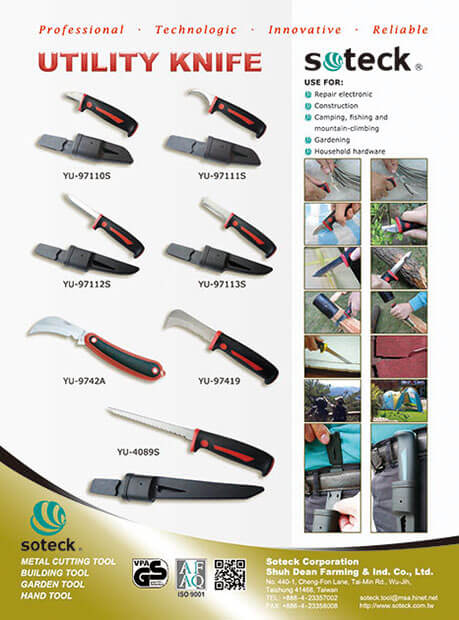 Professional · Technologic · Innovative · Reliable
UTILITY KNIFE
soteck ®
USE FOR:
Repair electronic
Construction
Camping, fishing and
mountain-climbing
Gardening
Household hardware
YU-97110S
YU-97111S
YU-97112S
YU-97113S
YU-9742A
YU-97419
YU-4089S
soteck ®
METAL CUTTING TOOL
BUILDING TOOL
GARDEN TOOL
HAND TOOL
VPA
GS
AFAQ
ISO 9001
Soteck Corporation
Shuh Dean Farming & Ind. Co., Ltd.
No. 440-1, Cheng-Fon Lane, Tai-Min Rd., Wu-Jih,
Taichung 41468, Taiwan
TEL: +886-4-23357002
FAX: +886-4-23358008
soteck.tool@msa.hinet.net
http://www.soteck.com.tw